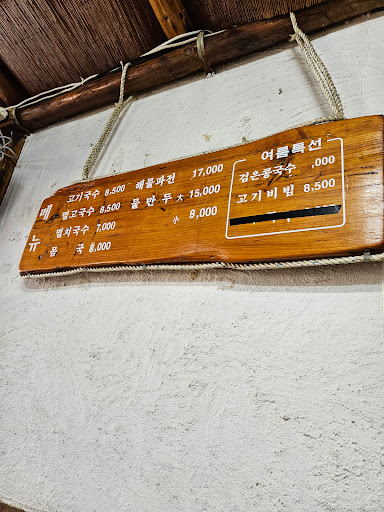 메뉴
고기국수 8,500
멸고국수 8,500
멸치국수 7,000
몸 국 8,000
해물파전 17,000
물만두 大 15,000
小 8,000
여름특선
검은콩국수 ,000
고기비빔 8,500